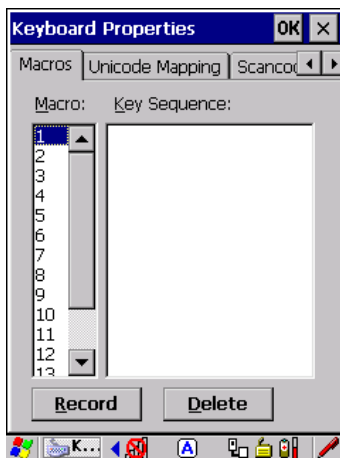 Keyboard Properties OK ×
Macros Unicode Mapping Scancod
Macro: Key Sequence:
1
2
3
4
5
6
7
8
9
10
11
12
13
Record Delete
K... A